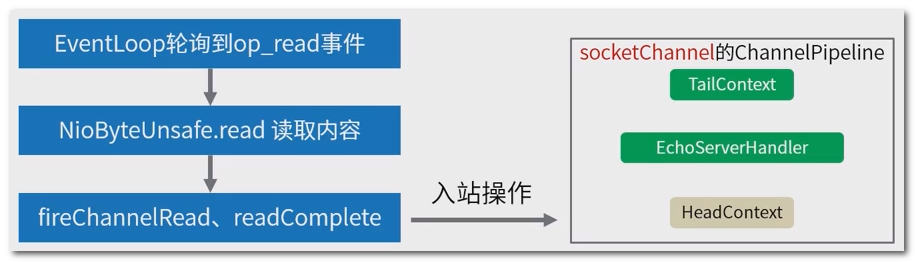 EventLoop轮询到op_read事件
NioByteUnsafe.read 读取内容
fireChannelRead、readComplete
入站操作
socketChannel的ChannelPipeline
TailContext
EchoServerHandler
HeadContext